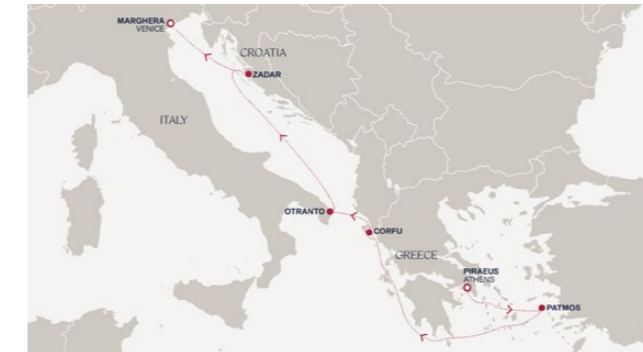 MARGHERA
VENICE
CROATIA
ZADAR
ITALY
OTRANTO
CORFU
GREECE
PIRAEUS
ATHENS
PATMOS